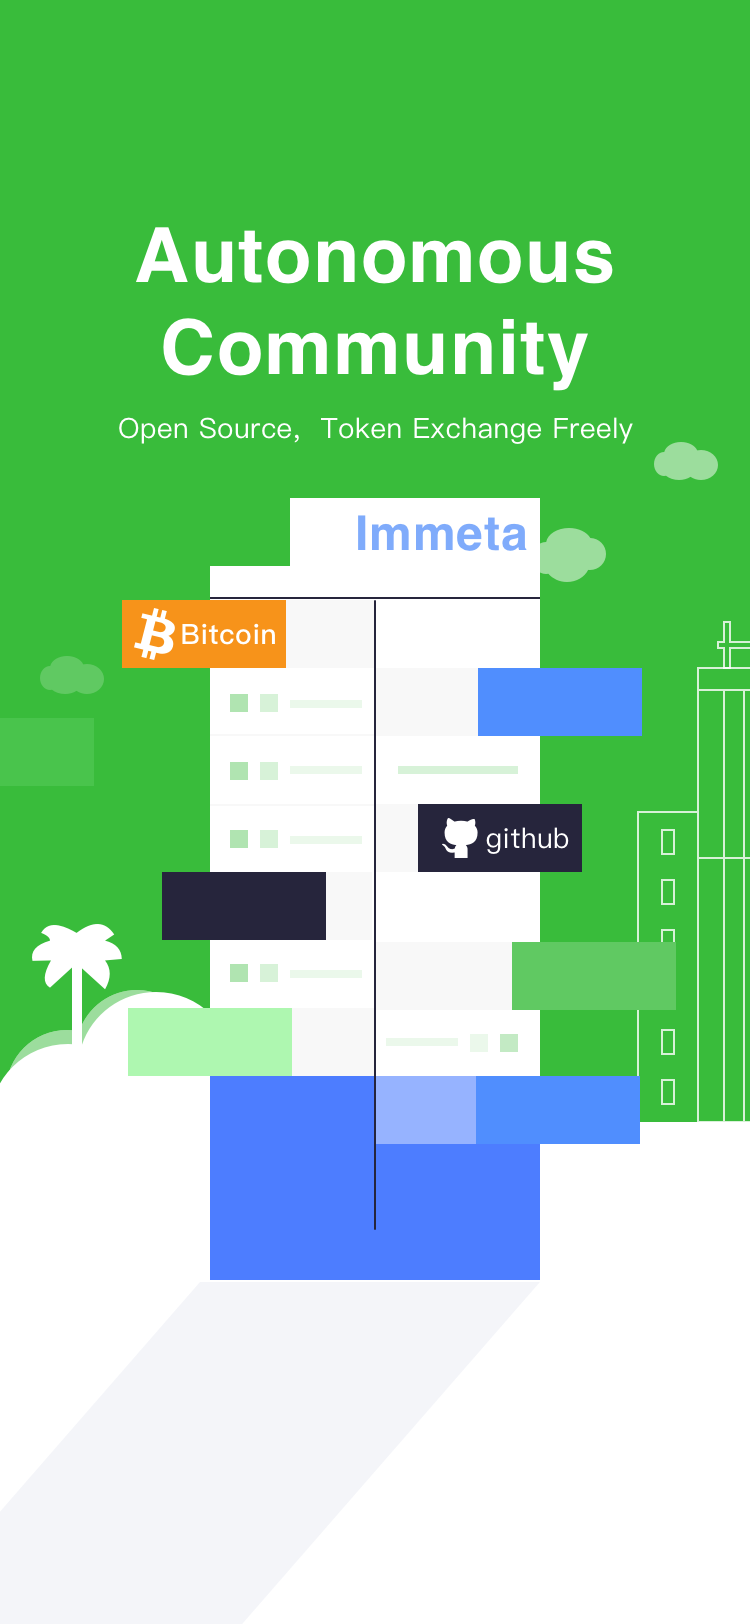 Autonomous
Community
Open Source,  Token Exchange Freely
Immeta
Bitcoin
github